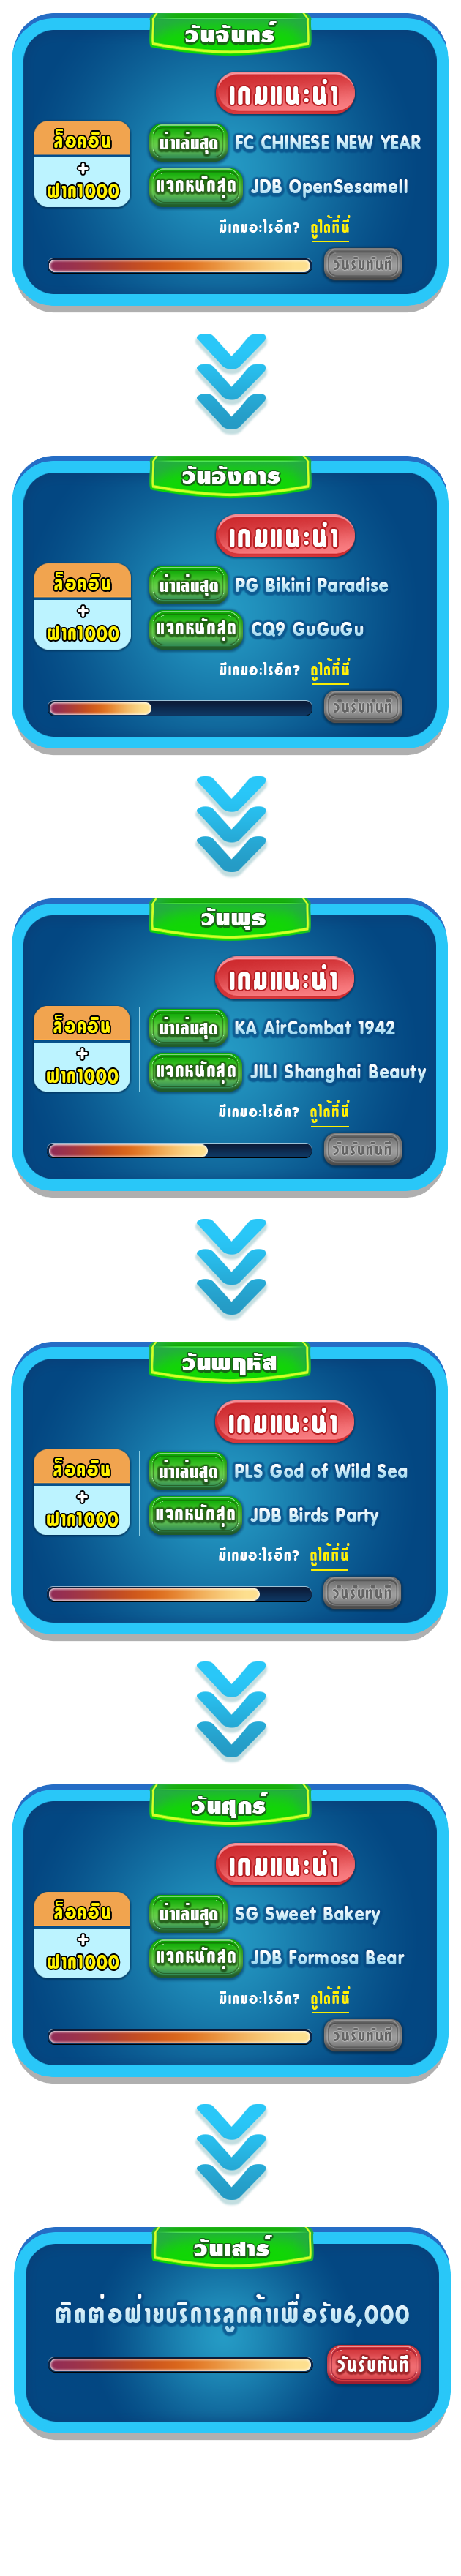 วันจันทร์
เกมแนะนำ
ล็อคอิน
+
ฝาก1000
น่าเล่นสุด FC CHINESE NEW YEAR
แจกหนักสุด JDB OpenSesameII
มีเกมอะไรอีก? ดูได้ที่นี่
วันรับทันที
วันอังคาร
เกมแนะนำ
ล็อคอิน
+
ฝาก1000
น่าเล่นสุด PG Bikini Paradise
แจกหนักสุด CQ9 GuGuGu
มีเกมอะไรอีก? ดูได้ที่นี่
วันรับทันที
วันพุธ
เกมแนะนำ
ล็อคอิน
+
ฝาก1000
น่าเล่นสุด KA AirCombat 1942
แจกหนักสุด JILI Shanghai Beauty
มีเกมอะไรอีก? ดูได้ที่นี่
วันรับทันที
วันพฤหัส
เกมแนะนำ
ล็อคอิน
+
ฝาก1000
น่าเล่นสุด PLS God of Wild Sea
แจกหนักสุด JDB Birds Party
มีเกมอะไรอีก? ดูได้ที่นี่
วันรับทันที
วันศุกร์
เกมแนะนำ
ล็อคอิน
+
ฝาก1000
น่าเล่นสุด SG Sweet Bakery
แจกหนักสุด JDB Formosa Bear
มีเกมอะไรอีก? ดูได้ที่นี่
วันรับทันที
วันเสาร์
ติดต่อฝ่ายบริการลูกค้าเพื่อรับ6,000
วันรับทันที